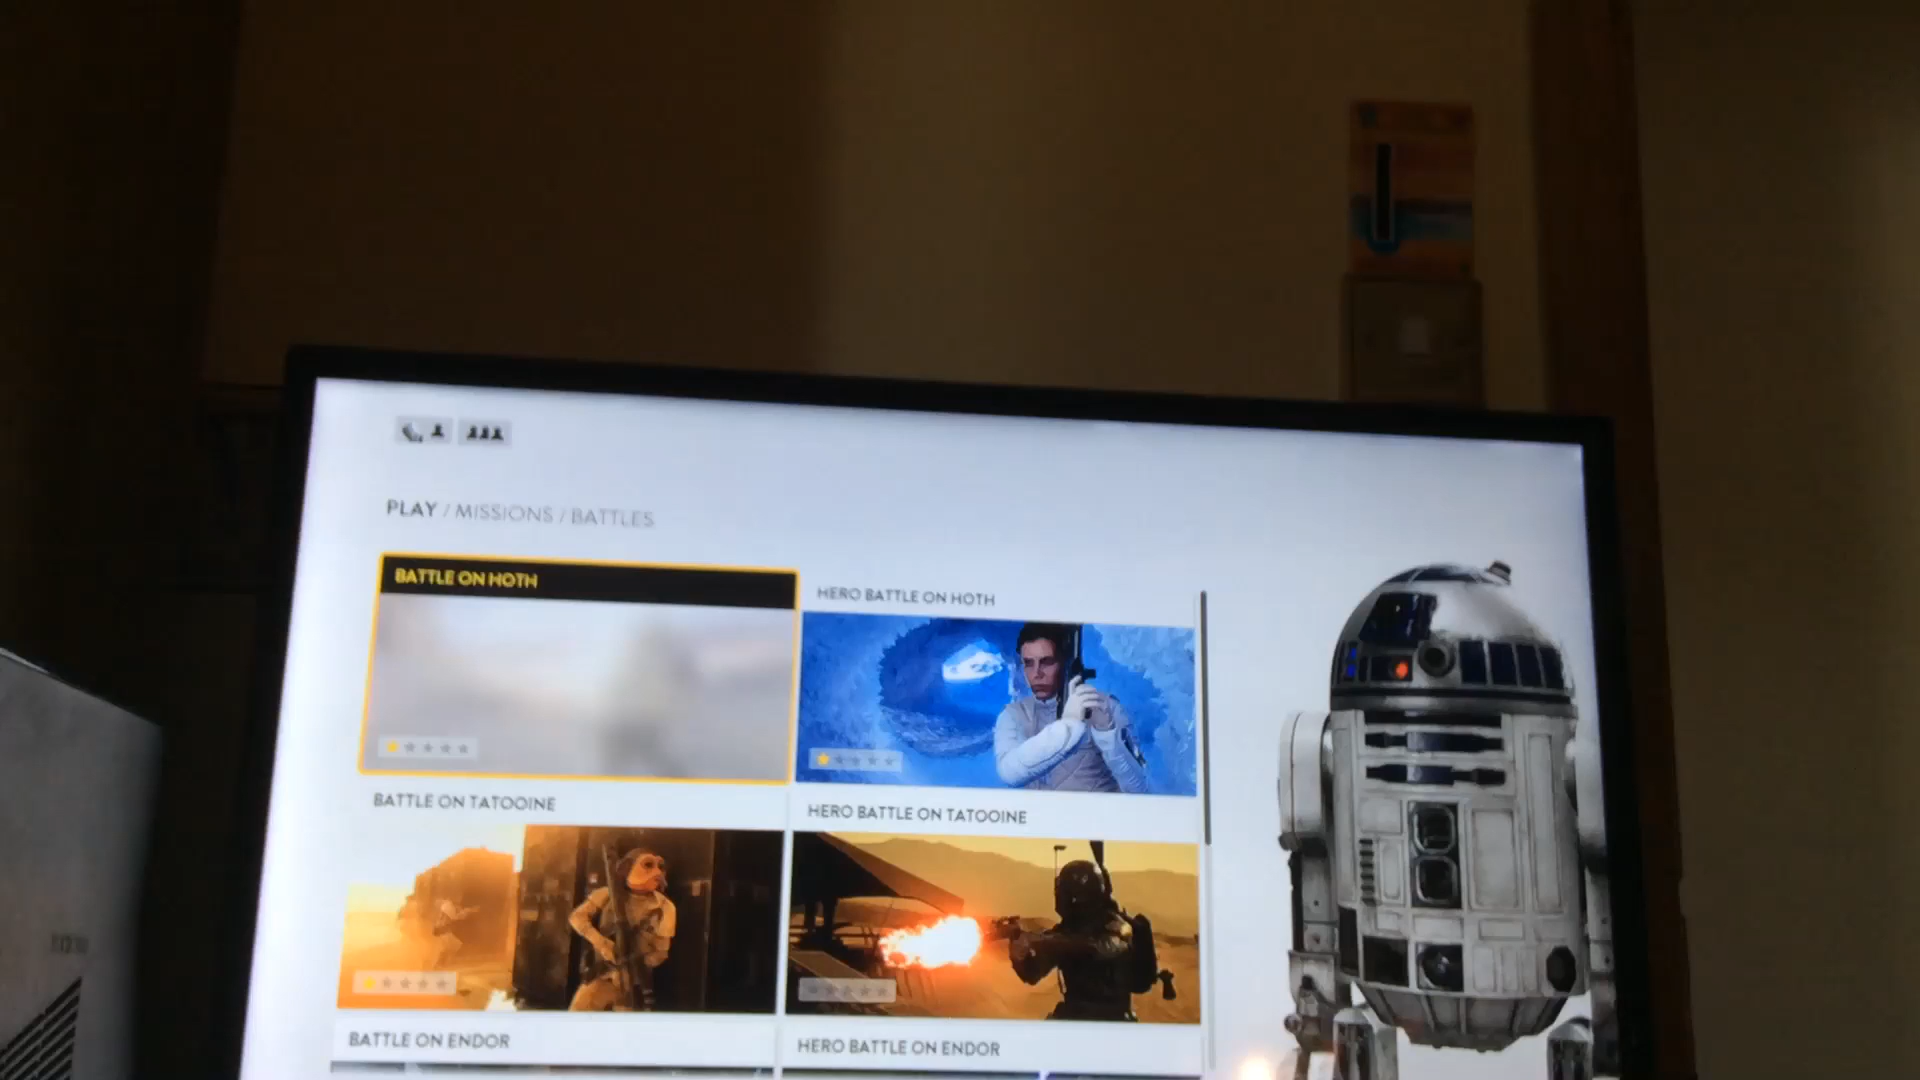 PLAY / MISSIONS / BATTLES
BATTLE ON HOTH
HERO BATTLE ON HOTH
BATTLE ON TATOOINE
HERO BATTLE ON TATOOINE
BATTLE ON ENDOR
HERO BATTLE ON ENDOR